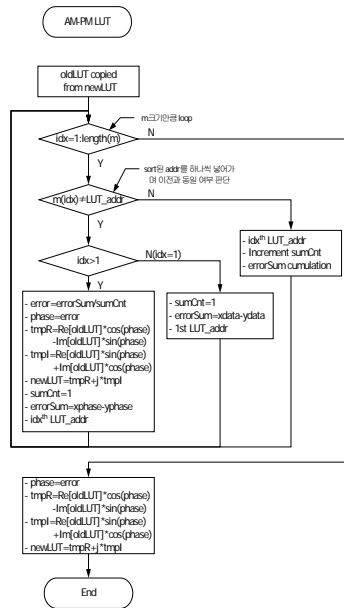 AM-PM LUT
oldLUT copied
from newLUT
m크기만큼 loop
idx=1:length(m)
N
Y
sort된 addr를 하나씩 넣어가
며 이전과 동일 여부 판단
m(idx)≠LUT_addr
N
Y
- idxth LUT_addr
- Increment sumCnt
- errorSum cumulation
idx>1
N(idx=1)
Y
- error=errorSum/sumCnt
- phase=error
- tmpR=Re[oldLUT]*cos(phase)
-Im[oldLUT]*sin(phase)
- tmpI=Re[oldLUT]*sin(phase)
+Im[oldLUT]*cos(phase)
- newLUT=tmpR+j*tmpI
- sumCnt=1
- errorSum=xphase-yphase
- idxth LUT_addr
- sumCnt=1
- errorSum=xdata-ydata
- 1st LUT_addr
- phase=error
- tmpR=Re[oldLUT]*cos(phase)
-Im[oldLUT]*sin(phase)
- tmpI=Re[oldLUT]*sin(phase)
+Im[oldLUT]*cos(phase)
- newLUT=tmpR+j*tmpI
End